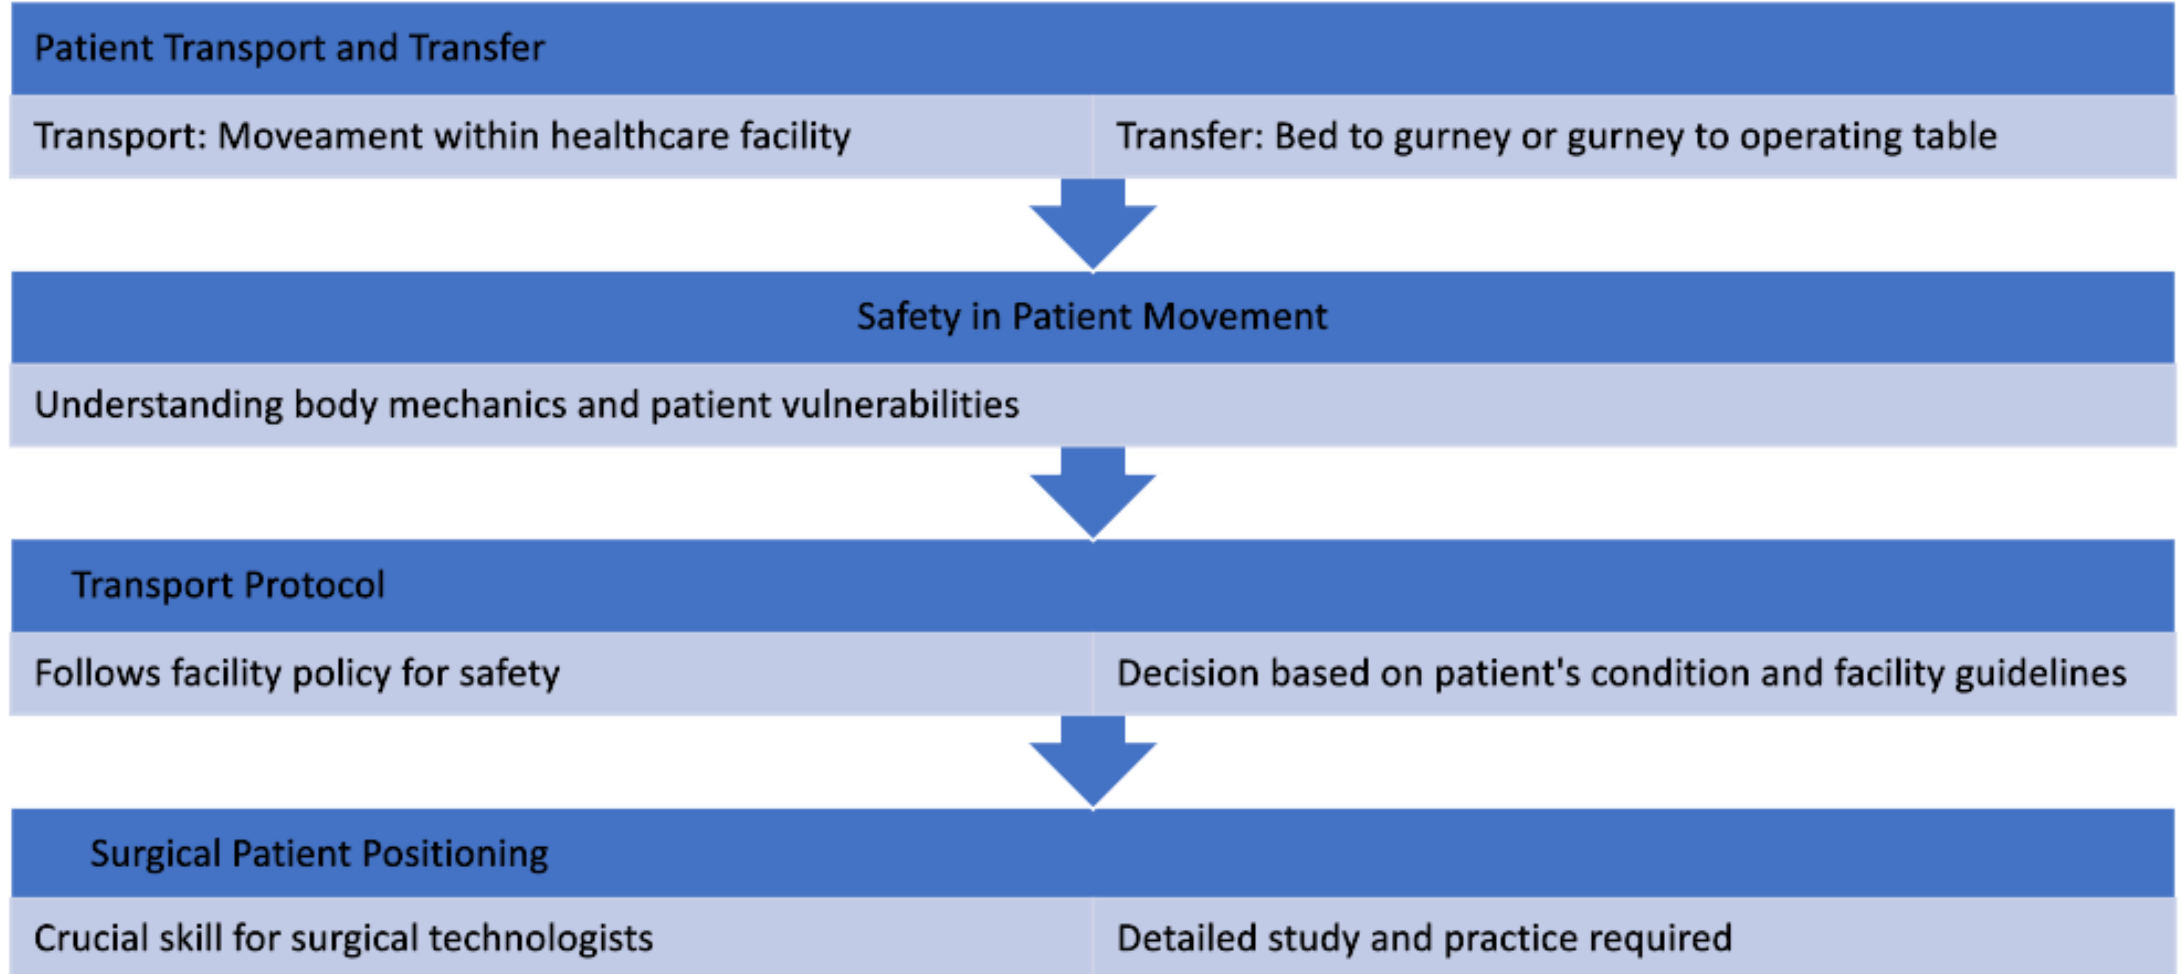 Patient Transport and Transfer
Transport: Moveament within healthcare facility
Transfer: Bed to gurney or gurney to operating table
Safety in Patient Movement
Understanding body mechanics and patient vulnerabilities
Transport Protocol
Follows facility policy for safety
Decision based on patient's condition and facility guidelines
Surgical Patient Positioning
Crucial skill for surgical technologists
Detailed study and practice required